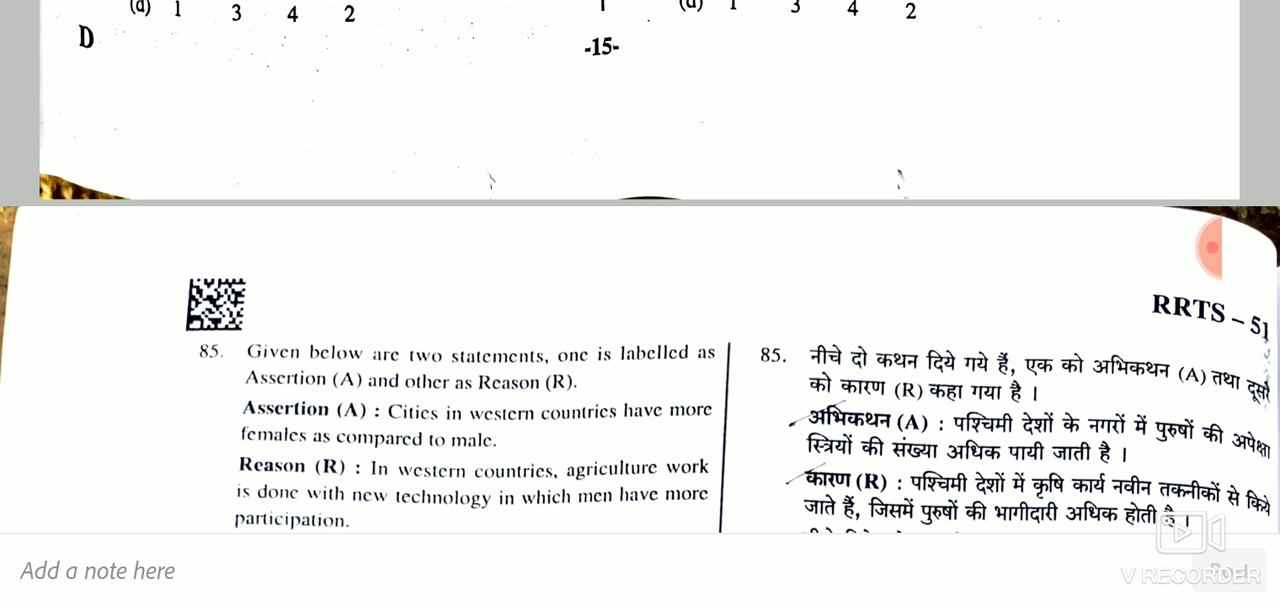 (d) 1 3 4 2
(d) 1 3 4 2
D
-15-
RRTS – 51
85. Given below are two statements, one is labelled as
Assertion (A) and other as Reason (R).
Assertion (A) : Cities in western countries have more
females as compared to male.
Reason (R) : In western countries, agriculture work
is done with new technology in which men have more
participation.
85. नीचे दो कथन दिये गये हैं, एक को अभिकथन (A) तथा दूसरे
को कारण (R) कहा गया है ।
अभिकथन (A) : पश्चिमी देशों के नगरों में पुरुषों की अपेक्षा
स्त्रियों की संख्या अधिक पायी जाती है ।
कारण (R) : पश्चिमी देशों में कृषि कार्य नवीन तकनीकों से किये
जाते हैं, जिसमें पुरुषों की भागीदारी अधिक होती है ।
Add a note here
Post
V RECORDER